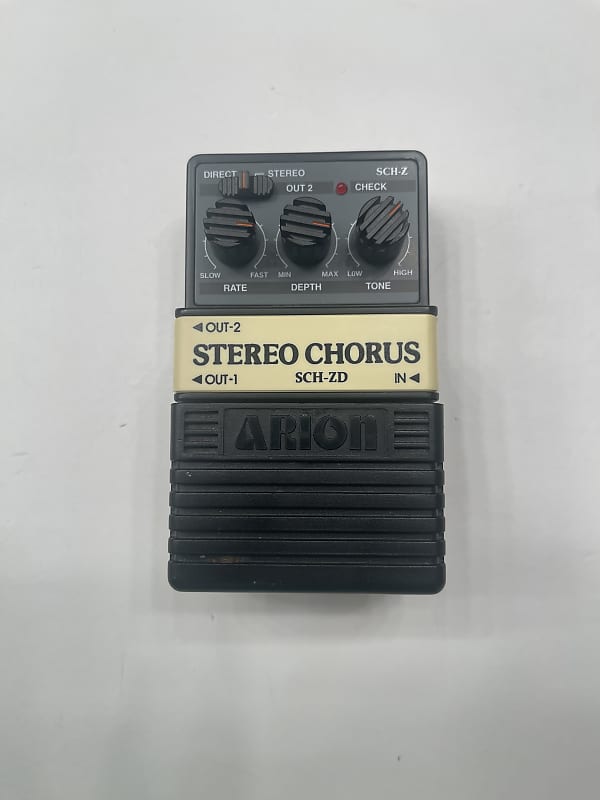 DIRECT STEREO SCH-Z
OUT 2 CHECK
SLOW FAST MIN MAX LOW HIGH
RATE DEPTH TONE
◀ OUT-2
STEREO CHORUS
◀ OUT-1 SCH-ZD IN ◀
ARION